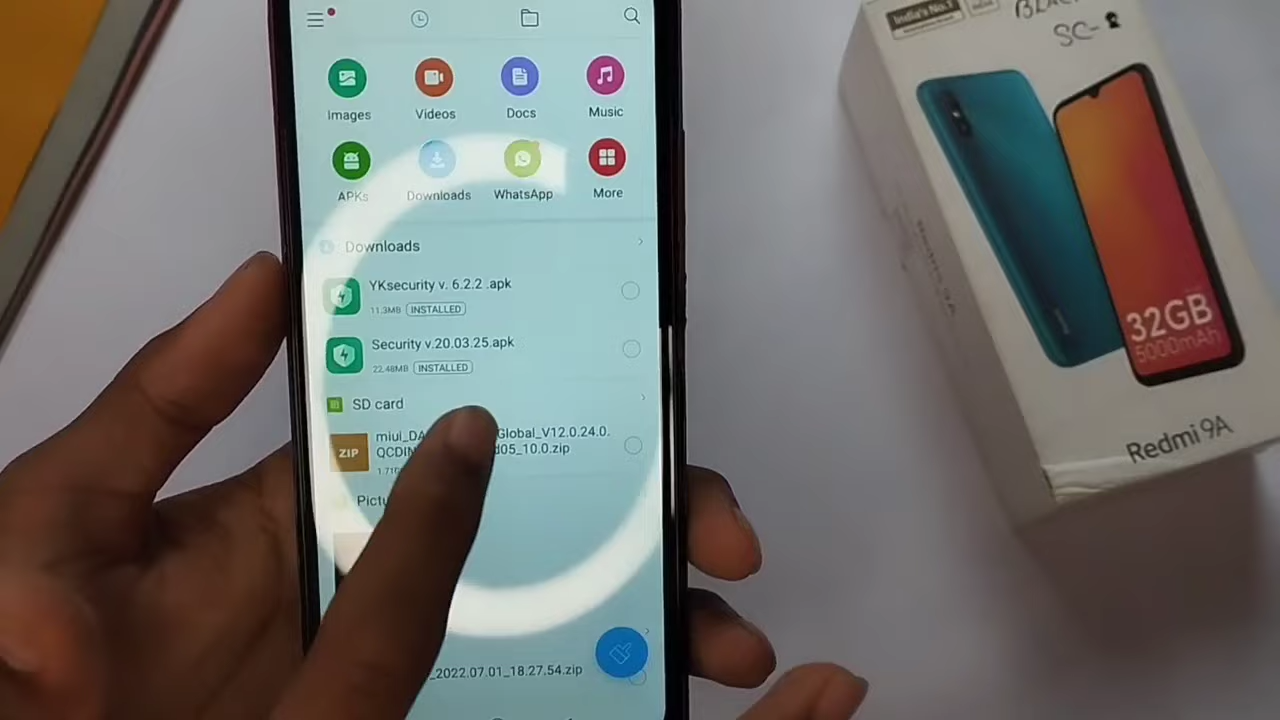 Images
Videos
Docs
Music
APKs
Downloads
WhatsApp
More
Downloads
YKsecurity v. 6.2.2 .apk
11.3MB INSTALLED
Security v.20.03.25.apk
22.48MB INSTALLED
SD card
Global_V12.0.24.0.
ZIP
d05_10.0.zip
_2022.07.01_18.27.54.zip
India's No.1
SC-
32GB
5000mAh
Redmi 9A
Redmi 9A